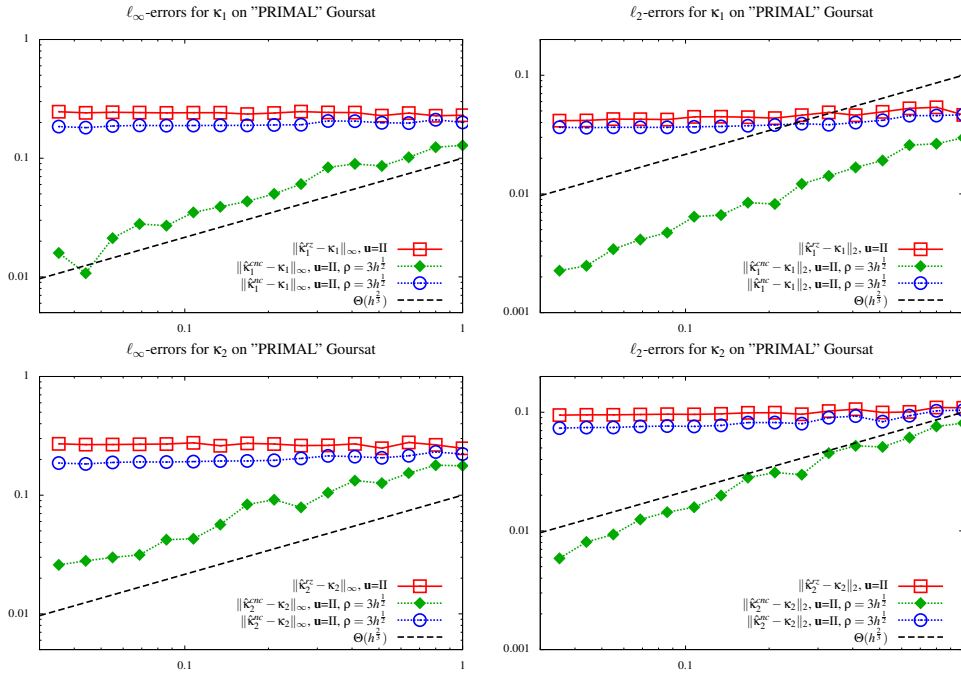 ℓ∞-errors for κ₁ on ”PRIMAL” Goursat
1
0.1
0.01
0.1
1
‖κ̂₁^{rz} − κ₁‖∞, u=II
‖κ̂₁^{cnc} − κ₁‖∞, u=II, ρ = 3h^{1/2}
‖κ̂₁^{nc} − κ₁‖∞, u=II, ρ = 3h^{1/2}
Θ(h^{2/3})
ℓ₂-errors for κ₁ on ”PRIMAL” Goursat
0.1
0.01
0.001
0.1
‖κ̂₁^{rz} − κ₁‖₂, u=II
‖κ̂₁^{cnc} − κ₁‖₂, u=II, ρ = 3h^{1/2}
‖κ̂₁^{nc} − κ₁‖₂, u=II, ρ = 3h^{1/2}
Θ(h^{2/3})
ℓ∞-errors for κ₂ on ”PRIMAL” Goursat
1
0.1
0.01
0.1
1
‖κ̂₂^{rz} − κ₂‖∞, u=II
‖κ̂₂^{cnc} − κ₂‖∞, u=II, ρ = 3h^{1/2}
‖κ̂₂^{nc} − κ₂‖∞, u=II, ρ = 3h^{1/2}
Θ(h^{2/3})
ℓ₂-errors for κ₂ on ”PRIMAL” Goursat
0.1
0.01
0.001
0.1
‖κ̂₂^{rz} − κ₂‖₂, u=II
‖κ̂₂^{cnc} − κ₂‖₂, u=II, ρ = 3h^{1/2}
‖κ̂₂^{nc} − κ₂‖₂, u=II, ρ = 3h^{1/2}
Θ(h^{2/3})